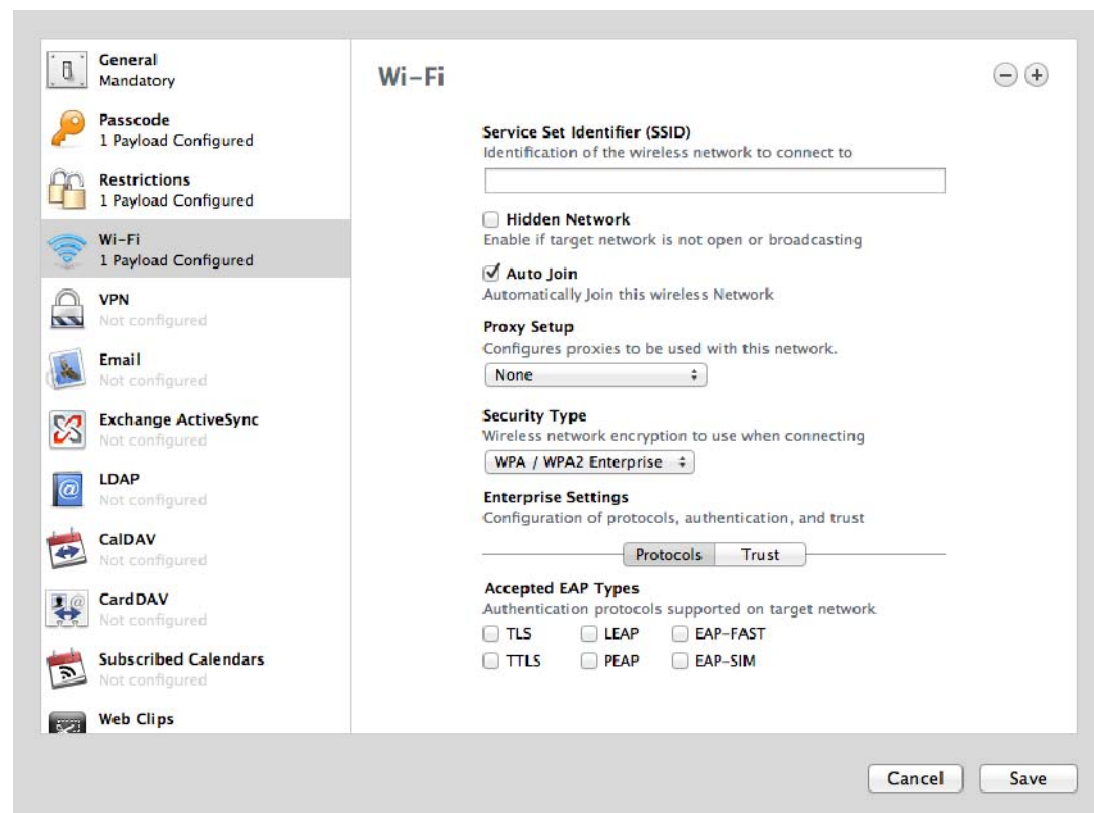 General
Mandatory
Passcode
1 Payload Configured
Restrictions
1 Payload Configured
Wi-Fi
1 Payload Configured
VPN
Not configured
Email
Not configured
Exchange ActiveSync
Not configured
LDAP
Not configured
CalDAV
Not configured
CardDAV
Not configured
Subscribed Calendars
Not configured
Web Clips
Wi-Fi
Service Set Identifier (SSID)
Identification of the wireless network to connect to
Hidden Network
Enable if target network is not open or broadcasting
Auto Join
Automatically Join this wireless Network
Proxy Setup
Configures proxies to be used with this network.
None
Security Type
Wireless network encryption to use when connecting
WPA / WPA2 Enterprise
Enterprise Settings
Configuration of protocols, authentication, and trust
Protocols Trust
Accepted EAP Types
Authentication protocols supported on target network
TLS LEAP EAP-FAST
TTLS PEAP EAP-SIM
Cancel Save